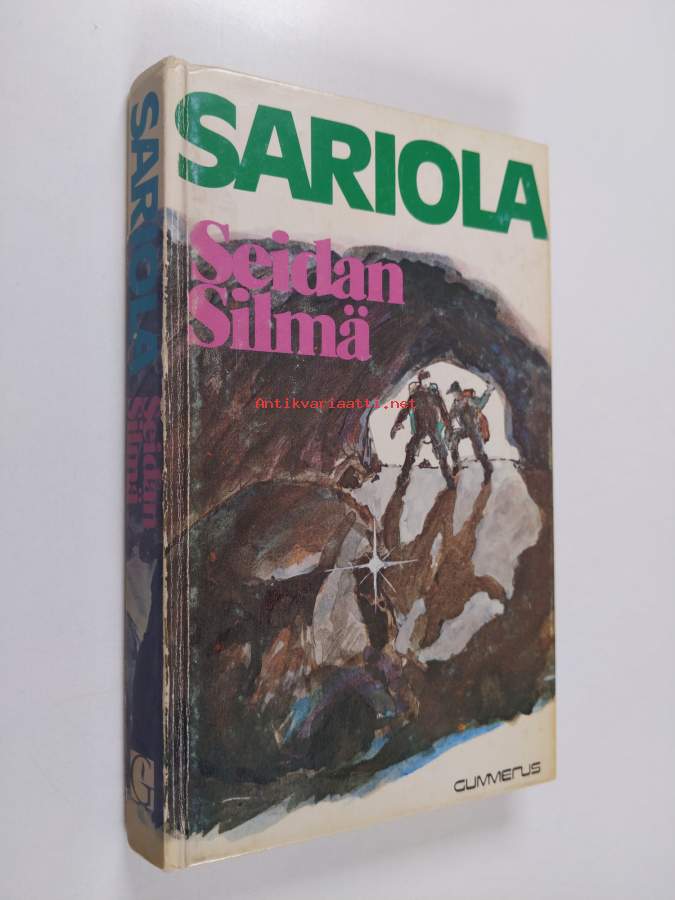 SARIOLA
Seidan
Silmä
Antikvariaatti.net
GUMMERUS
SARIOLA
Seidan
Silmä
G